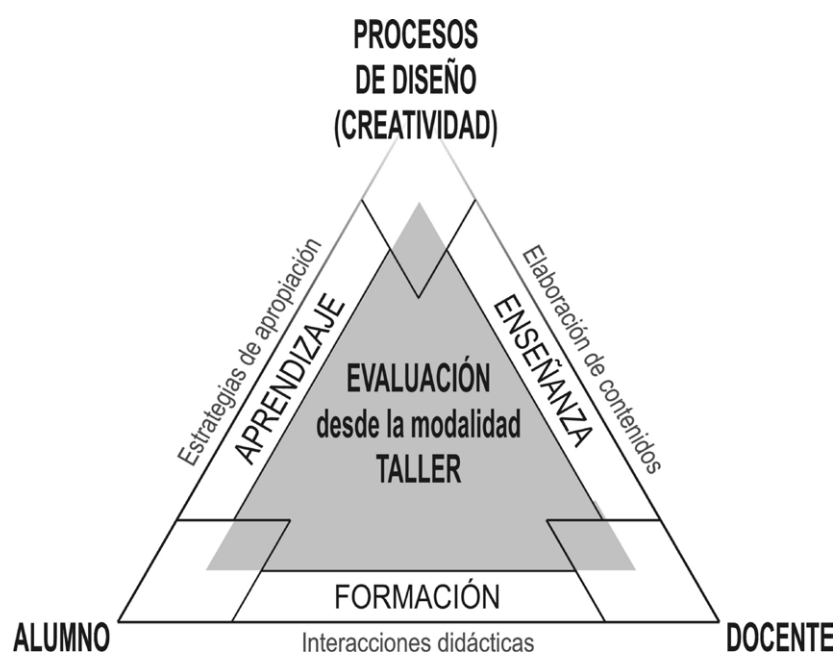 PROCESOS
DE DISEÑO
(CREATIVIDAD)
Estrategias de apropiación
APRENDIZAJE
Elaboración de contenidos
ENSEÑANZA
EVALUACIÓN
desde la modalidad
TALLER
FORMACIÓN
ALUMNO
Interacciones didácticas
DOCENTE